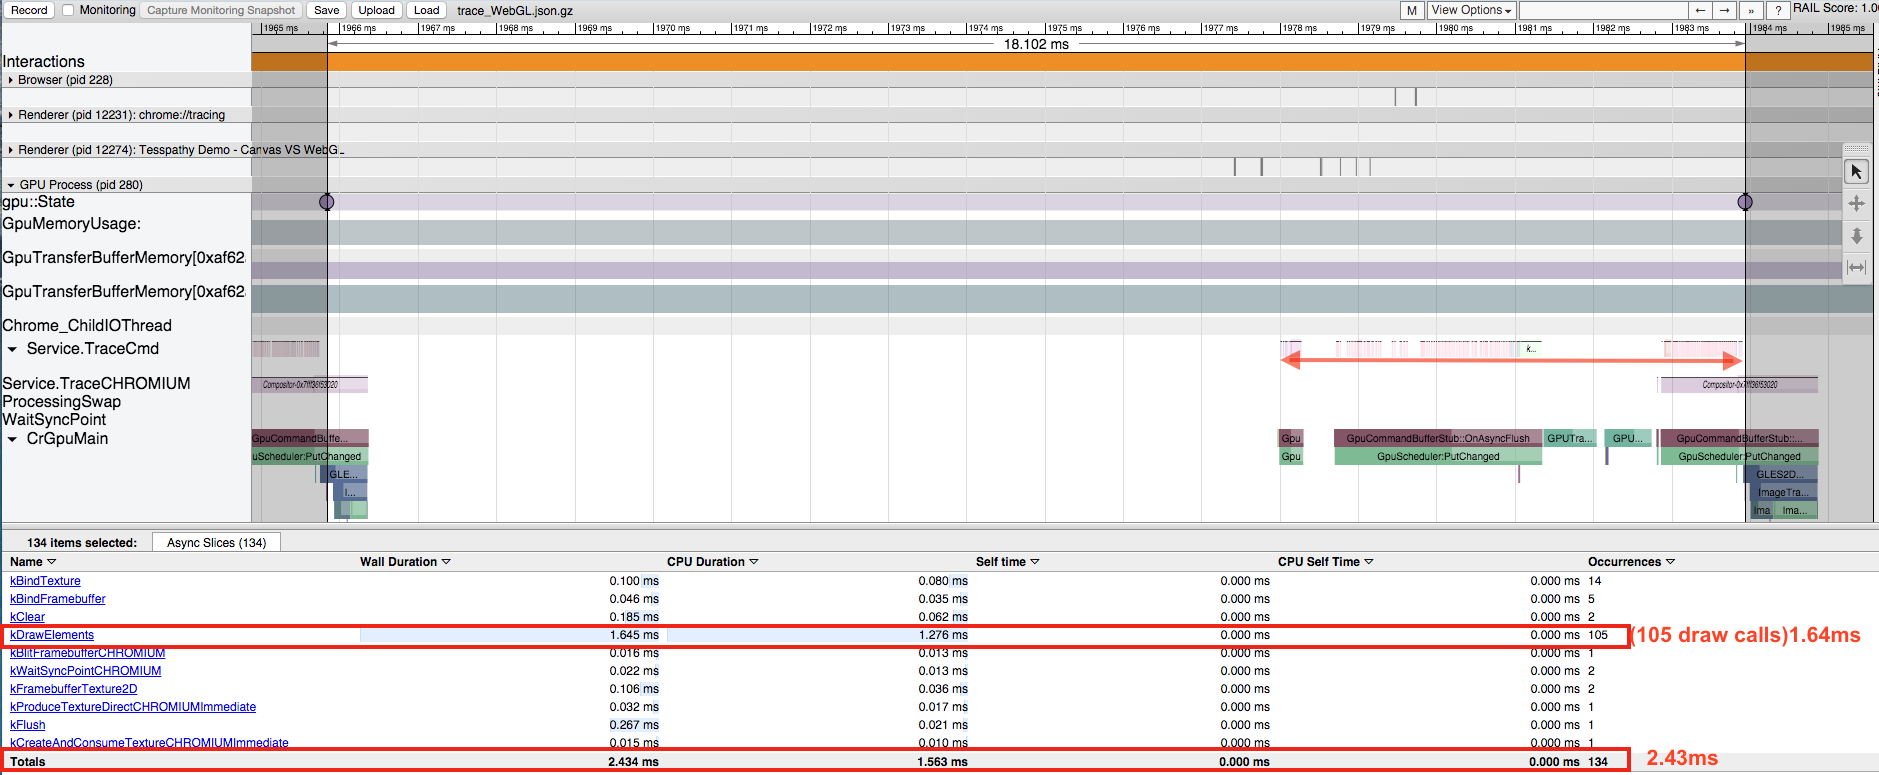 Record Monitoring Capture Monitoring Snapshot Save Upload Load trace_WebGL.json.gz M View Options ← → » ? RAIL Score: 1.0
1965 ms 1966 ms 1967 ms 1968 ms 1969 ms 1970 ms 1971 ms 1972 ms 1973 ms 1974 ms 1975 ms 1976 ms 1977 ms 1978 ms 1979 ms 1980 ms 1981 ms 1982 ms 1983 ms 1984 ms 1985 ms
18.102 ms
Interactions
Browser (pid 228)
Renderer (pid 12231): chrome://tracing
Renderer (pid 12274): Tesspathy Demo - Canvas VS WebGL
GPU Process (pid 280)
gpu::State
GpuMemoryUsage:
GpuTransferBufferMemory[0xaf62
GpuTransferBufferMemory[0xaf62
Chrome_ChildIOThread
Service.TraceCmd k...
Service.TraceCHROMIUM Compositor-0x7fff36f53020 Compositor-0x7fff36f53020
ProcessingSwap
WaitSyncPoint
CrGpuMain GpuCommandBuffe... Gpu GpuCommandBufferStub::OnAsyncFlush GPUTra... GPU... GpuCommandBufferStub::...
uScheduler:PutChanged Gpu GpuScheduler:PutChanged GpuScheduler:PutChanged
GLE... GLES2D...
I... ImageTra...
Ima Ima...
134 items selected: Async Slices (134)
Name Wall Duration CPU Duration Self time CPU Self Time Occurrences
kBindTexture 0.100 ms 0.080 ms 0.000 ms 0.000 ms 14
kBindFramebuffer 0.046 ms 0.035 ms 0.000 ms 0.000 ms 5
kClear 0.185 ms 0.062 ms 0.000 ms 0.000 ms 2
kDrawElements 1.645 ms 1.276 ms 0.000 ms 0.000 ms 105 (105 draw calls)1.64ms
kBlitFramebufferCHROMIUM 0.016 ms 0.013 ms 0.000 ms 0.000 ms 1
kWaitSyncPointCHROMIUM 0.022 ms 0.013 ms 0.000 ms 0.000 ms 2
kFramebufferTexture2D 0.106 ms 0.036 ms 0.000 ms 0.000 ms 2
kProduceTextureDirectCHROMIUMImmediate 0.032 ms 0.017 ms 0.000 ms 0.000 ms 1
kFlush 0.267 ms 0.021 ms 0.000 ms 0.000 ms 1
kCreateAndConsumeTextureCHROMIUMImmediate 0.015 ms 0.010 ms 0.000 ms 0.000 ms 1
Totals 2.434 ms 1.563 ms 0.000 ms 0.000 ms 134 2.43ms